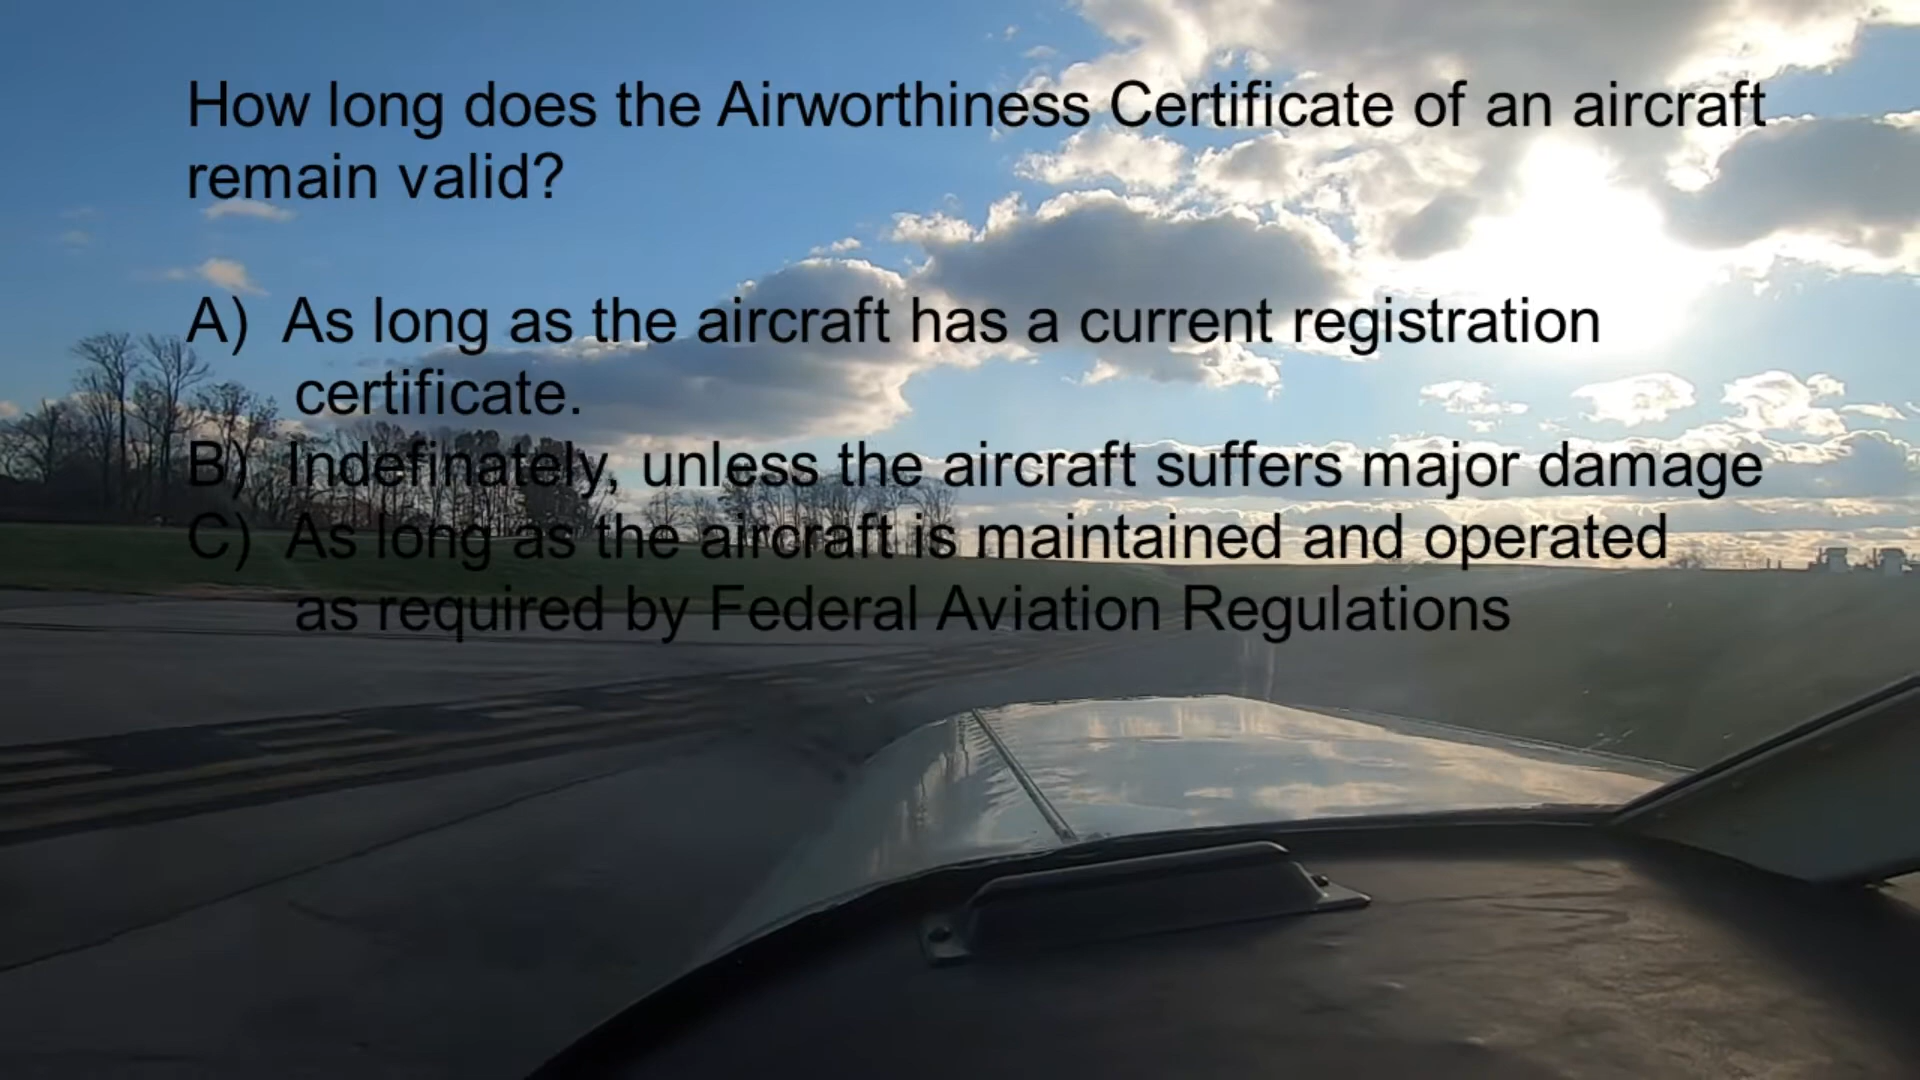 How long does the Airworthiness Certificate of an aircraft
remain valid?
A) As long as the aircraft has a current registration
certificate.
B) Indefinately, unless the aircraft suffers major damage
C) As long as the aircraft is maintained and operated
as required by Federal Aviation Regulations